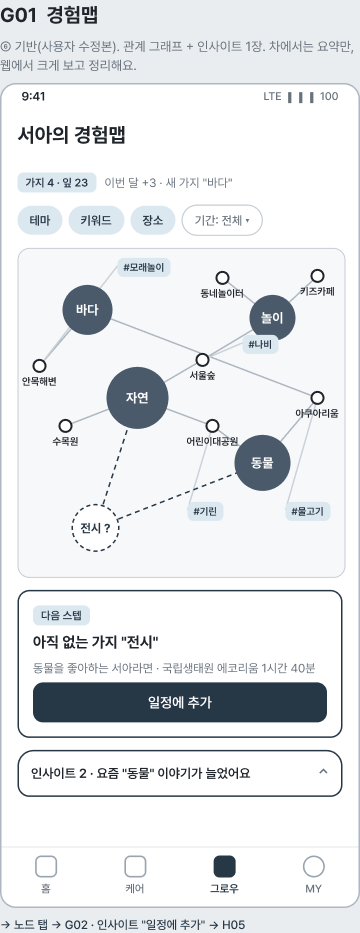 G01 경험맵
⑥ 기반(사용자 수정본). 관계 그래프 + 인사이트 1장. 차에서는 요약만,
웹에서 크게 보고 정리해요.
9:41
LTE 100
서아의 경험맵
가지 4 · 잎 23
이번 달 +3 · 새 가지 "바다"
테마
키워드
장소
기간: 전체
#모래놀이
동네놀이터
키즈카페
바다
놀이
#나비
안목해변
서울숲
자연
아쿠아리움
수목원
어린이대공원
동물
#기린
#물고기
전시 ?
다음 스텝
아직 없는 가지 "전시"
동물을 좋아하는 서아라면 · 국립생태원 에코리움 1시간 40분
일정에 추가
인사이트 2 · 요즘 "동물" 이야기가 늘었어요
홈
케어
그로우
MY
→ 노드 탭 → G02 · 인사이트 "일정에 추가" → H05